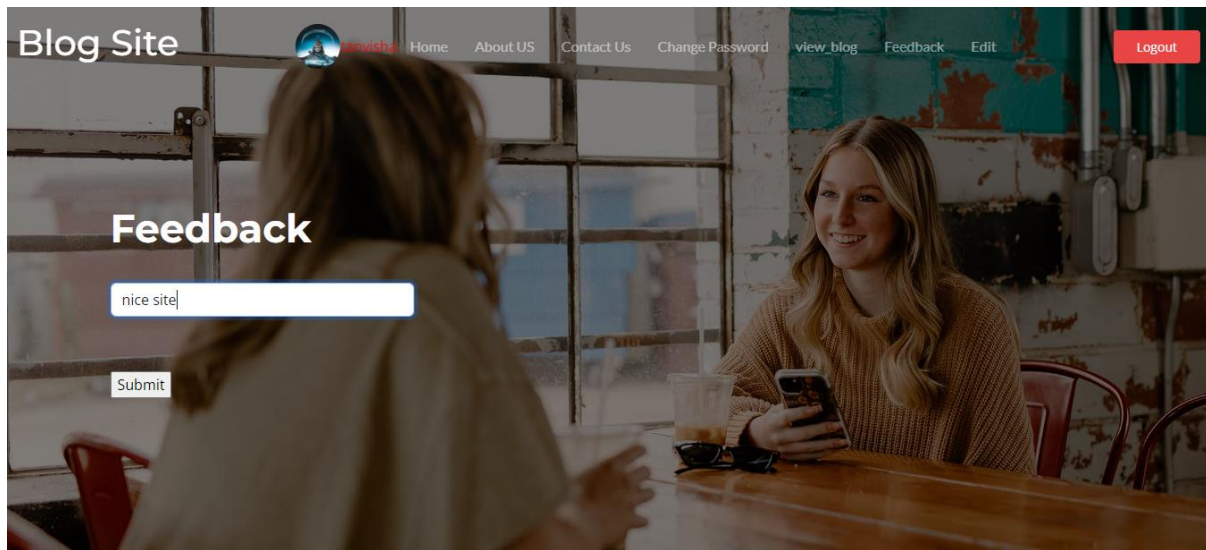 Blog Site
Home About US Contact Us Change Password view_blog Feedback Edit Logout
Feedback
nice site
Submit